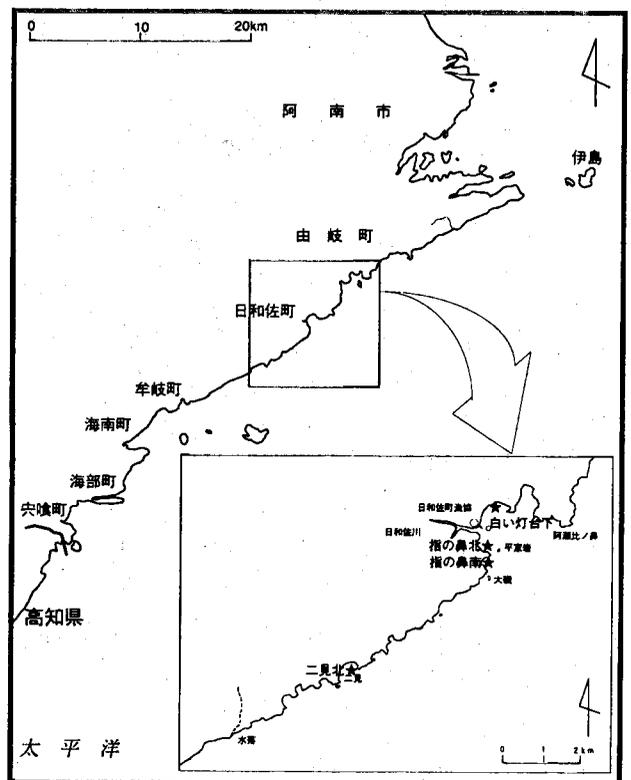 0 10 20km
阿南市
伊島
由岐町
日和佐町
牟岐町
海南町
海部町
宍喰町
高知県
太平洋
日和佐町漁協
白い灯台下
日和佐川
阿瀬比ノ鼻
指の鼻北★
平室岩
指の鼻南★
大磯
二見北★
二見
水落
0 1 2km